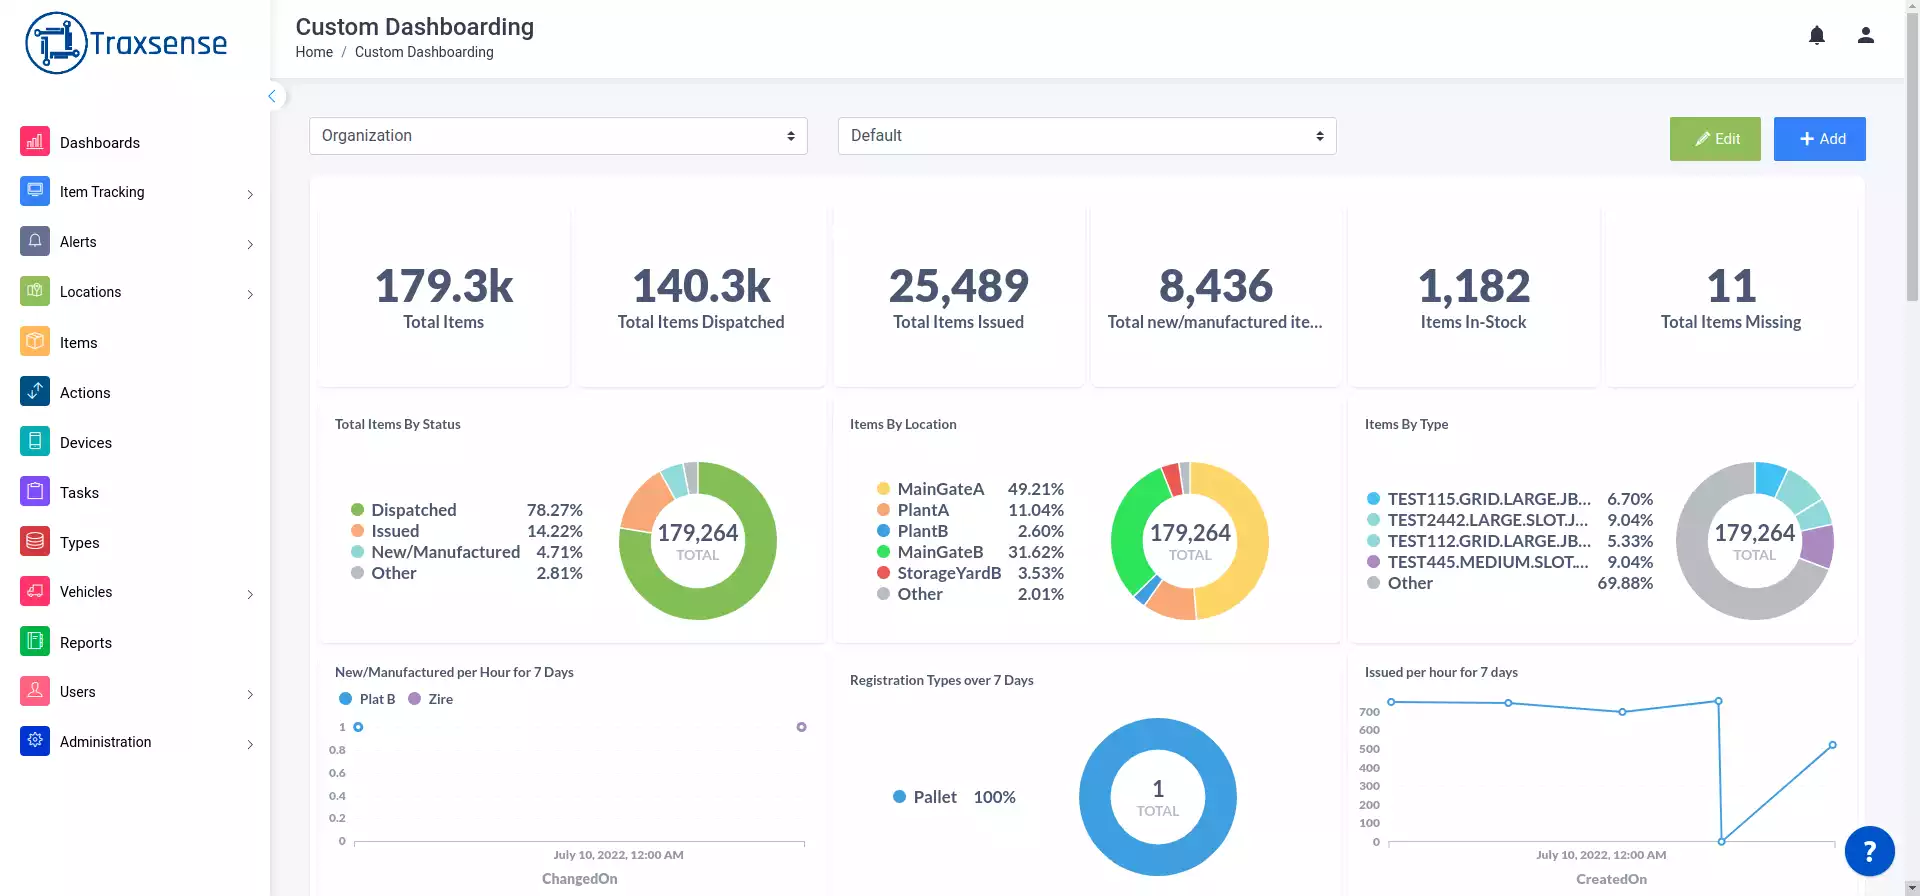 Traxsense
Custom Dashboarding
Home / Custom Dashboarding
Dashboards
Item Tracking
Alerts
Locations
Items
Actions
Devices
Tasks
Types
Vehicles
Reports
Users
Administration
Organization
Default
Edit
+ Add
179.3k
Total Items
140.3k
Total Items Dispatched
25,489
Total Items Issued
8,436
Total new/manufactured ite...
1,182
Items In-Stock
11
Total Items Missing
Total Items By Status
Dispatched 78.27%
Issued 14.22%
New/Manufactured 4.71%
Other 2.81%
179,264
TOTAL
Items By Location
MainGateA 49.21%
PlantA 11.04%
PlantB 2.60%
MainGateB 31.62%
StorageYardB 3.53%
Other 2.01%
179,264
TOTAL
Items By Type
TEST115.GRID.LARGE.JB... 6.70%
TEST2442.LARGE.SLOT.J... 9.04%
TEST112.GRID.LARGE.JB... 5.33%
TEST445.MEDIUM.SLOT.... 9.04%
Other 69.88%
179,264
TOTAL
New/Manufactured per Hour for 7 Days
Plat B Zire
1
0.8
0.6
0.4
0.2
0
July 10, 2022, 12:00 AM
ChangedOn
Registration Types over 7 Days
Pallet 100%
1
TOTAL
Issued per hour for 7 days
700
600
500
400
300
200
100
0
July 10, 2022, 12:00 AM
CreatedOn
?